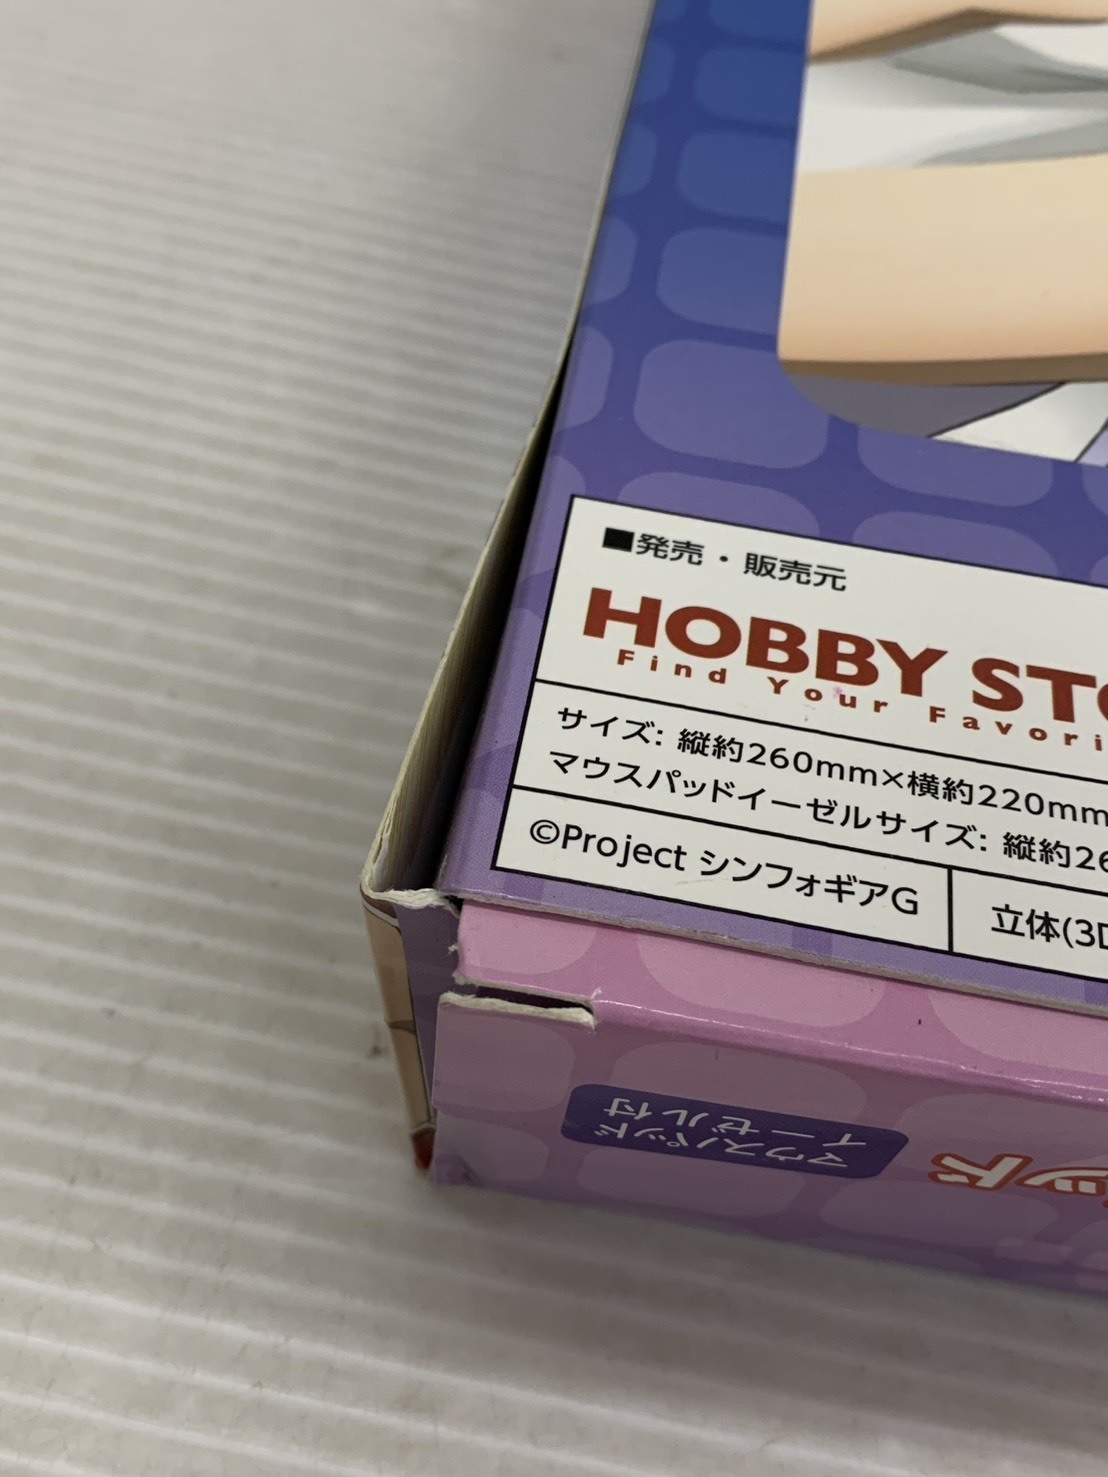 ■発売・販売元
HOBBY STO
Find Your Favori
サイズ: 縦約260mm×横約220mm
マウスパッドイーゼルサイズ: 縦約26
©Project シンフォギアG
立体(3D
マウスパッド
イーゼル付
ッド